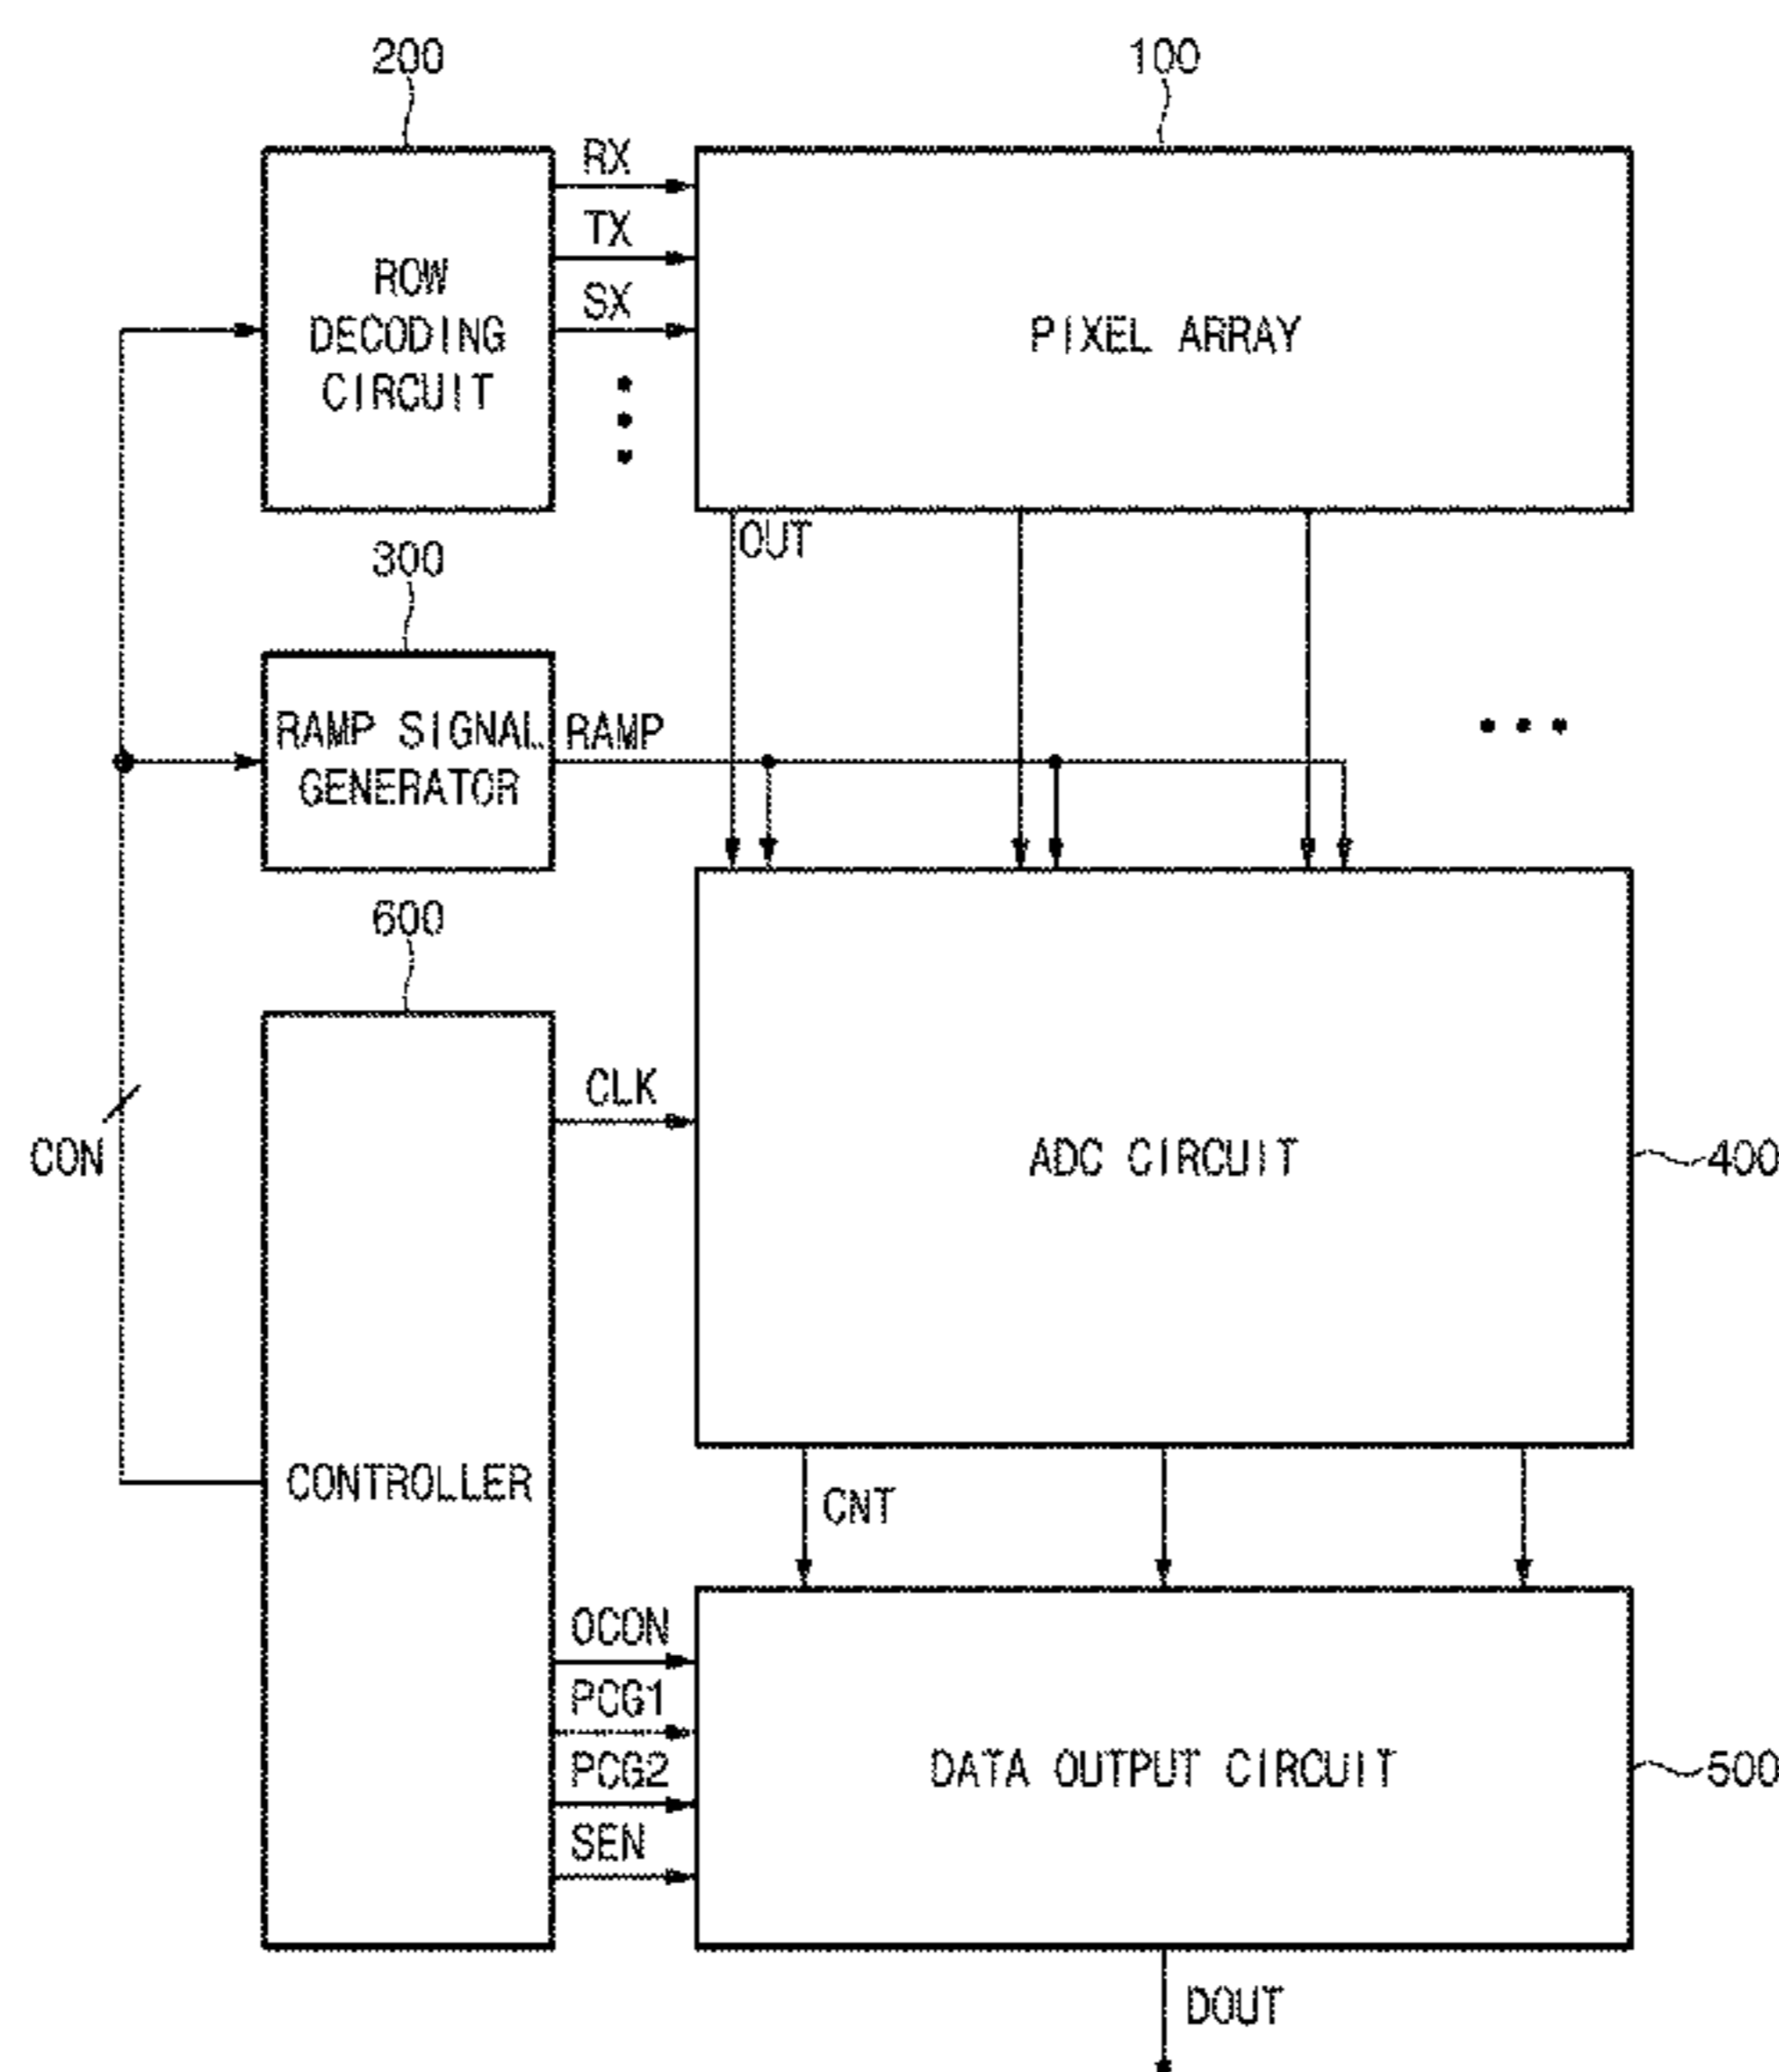 200
100
RX
TX
SX
ROW
DECODING
CIRCUIT
PIXEL ARRAY
OUT
300
RAMP SIGNAL
GENERATOR
RAMP
600
CLK
CON
ADC CIRCUIT
400
CONTROLLER
CNT
OCON
PCG1
PCG2
SEN
DATA OUTPUT CIRCUIT
500
DOUT